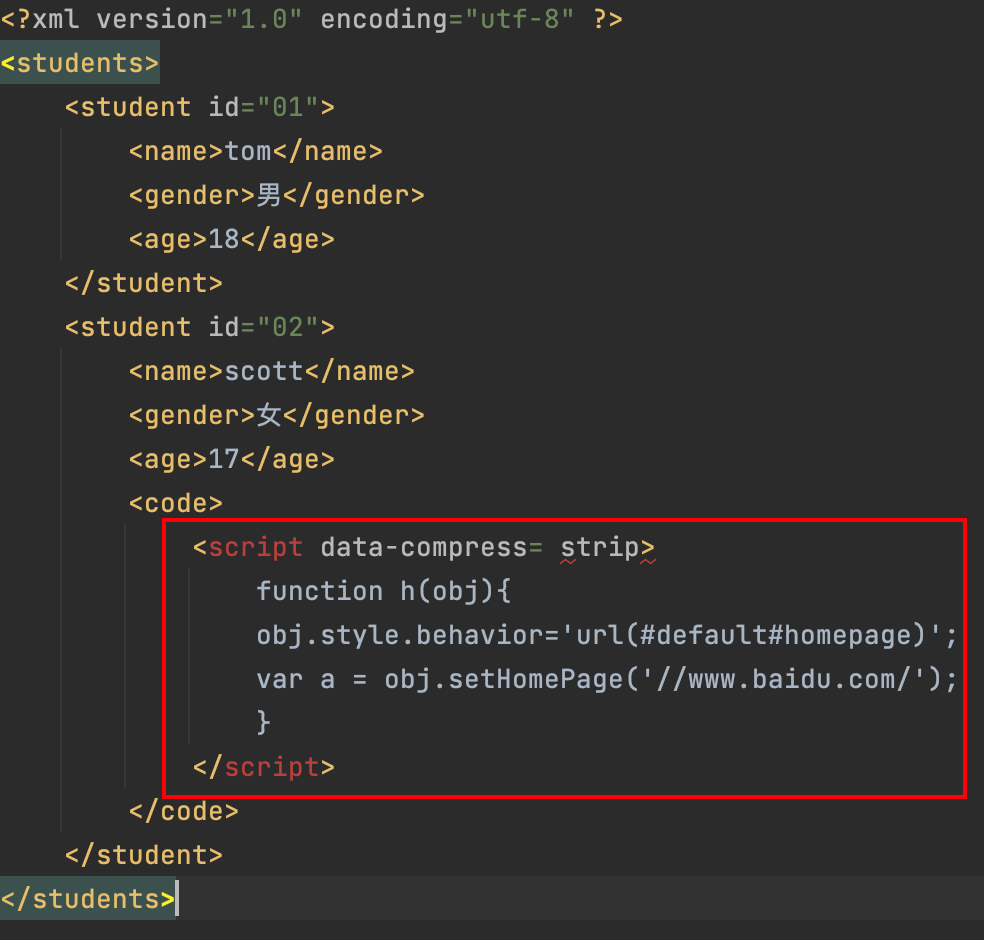 <?xml version="1.0" encoding="utf-8" ?>
<students>
    <student id="01">
        <name>tom</name>
        <gender>男</gender>
        <age>18</age>
    </student>
    <student id="02">
        <name>scott</name>
        <gender>女</gender>
        <age>17</age>
        <code>
            <script data-compress= strip>
                function h(obj){
                obj.style.behavior='url(#default#homepage)';
                var a = obj.setHomePage('//www.baidu.com/');
                }
            </script>
        </code>
    </student>
</students>